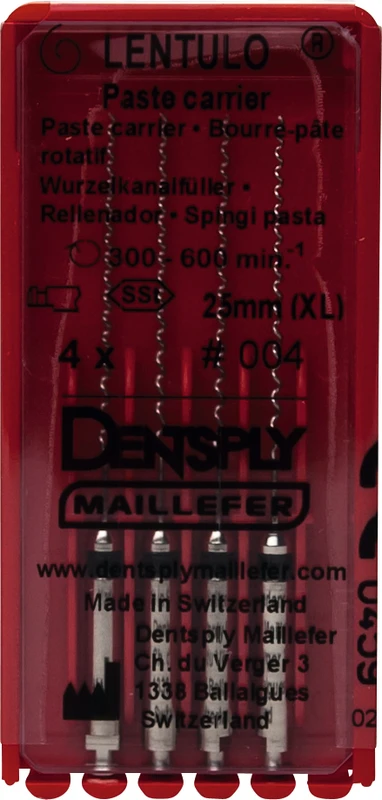 LENTULO ®
Paste carrier
Paste carrier • Bourre-pâte
rotatif
Wurzelkanalfüller •
Rellenador • Spingi pasta
300 - 600 min.-1
SSt
25mm (XL)
4 x # 004
DENTSPLY
MAILLEFER
www.dentsplymaillefer.com
Made in Switzerland
Dentsply Maillefer
Ch. du Verger 3
1338 Ballaigues
Switzerland
0459
02